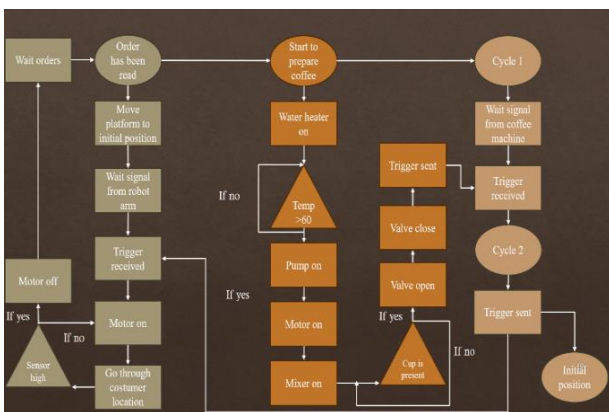 Wait orders
Order
has been
read
Move
platform to
initial position
Wait signal
from robot
arm
Trigger
received
Motor off
If yes
If no
Motor on
Sensor
high
Go through
costumer
location
Start to
prepare
coffee
Water heater
on
If no
Temp
>60
Pump on
If yes
Motor on
Mixer on
Trigger sent
Valve close
Valve open
If yes
If no
Cup is
present
Cycle 1
Wait signal
from coffee
machine
Trigger
received
Cycle 2
Trigger sent
Initial
position